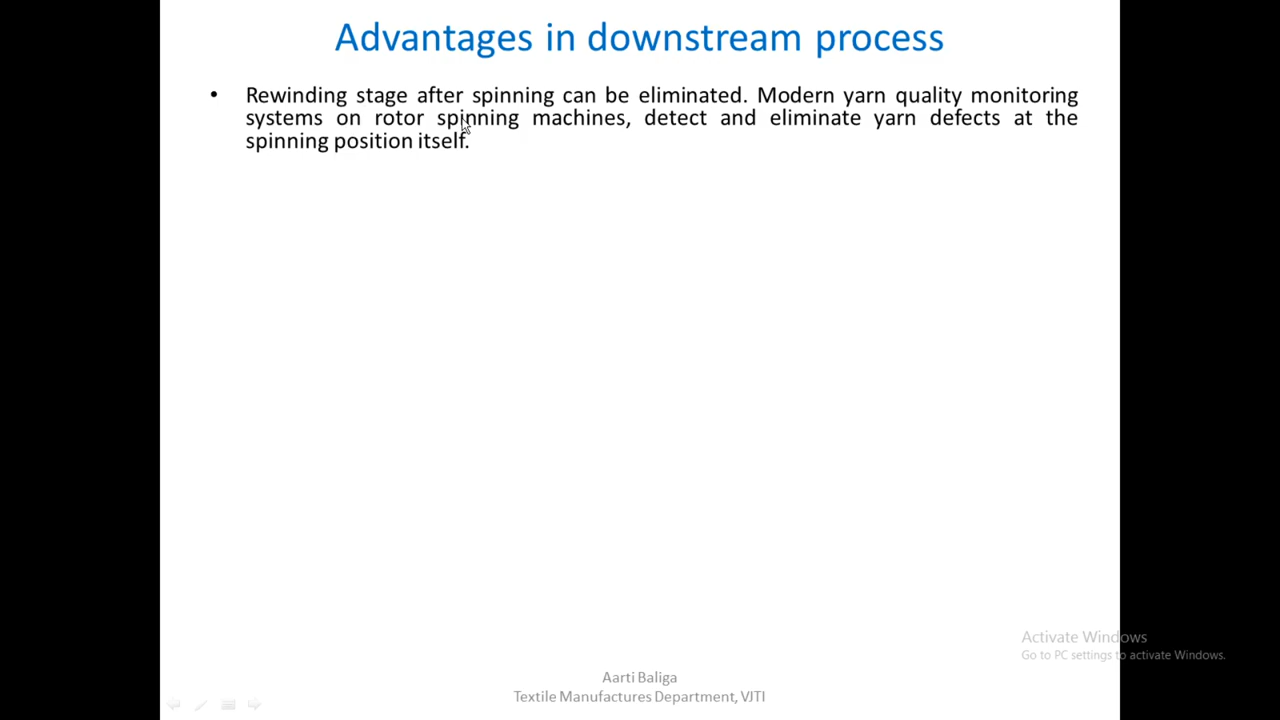 Advantages in downstream process
• Rewinding stage after spinning can be eliminated. Modern yarn quality monitoring
systems on rotor spinning machines, detect and eliminate yarn defects at the
spinning position itself.
Activate Windows
Go to PC settings to activate Windows.
Aarti Baliga
Textile Manufactures Department, VJTI